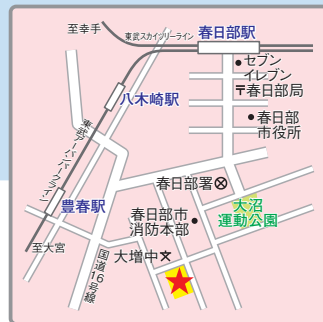 至幸手
東武スカイツリーライン
春日部駅
セブン
イレブン
〒春日部局
八木崎駅
春日部
市役所
東武アーバンパークライン
春日部署
豊春駅
春日部市
消防本部
大沼
運動公園
至大宮
国道16号線
大増中